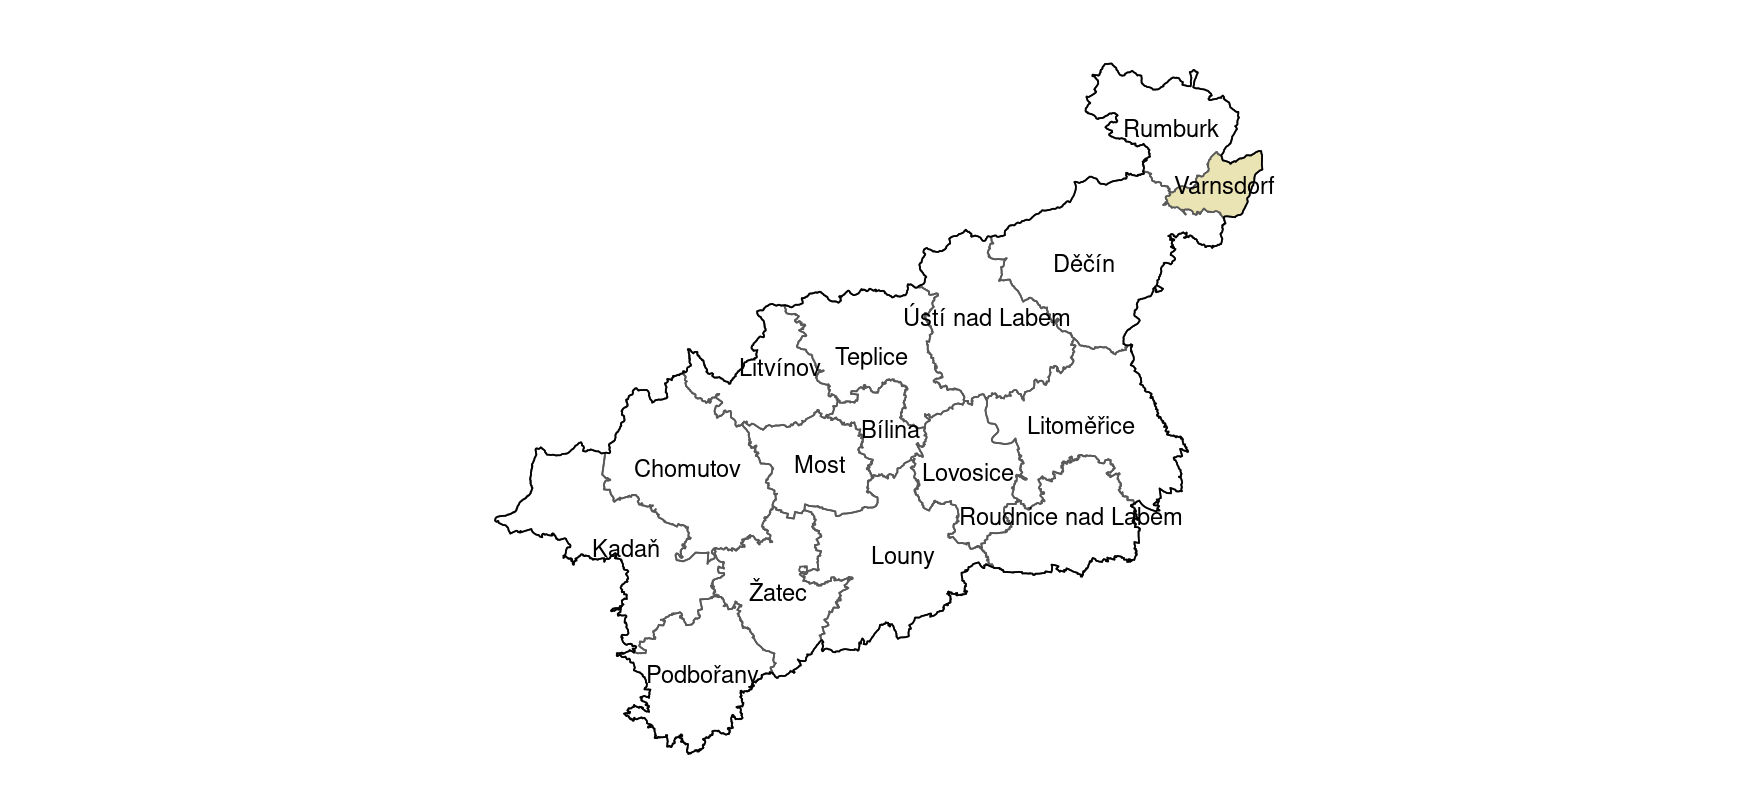 Rumburk
Varnsdorf
Děčín
Ústí nad Labem
Teplice
Litvínov
Litoměřice
Bílina
Most
Chomutov
Lovosice
Roudnice nad Labem
Kadaň
Louny
Žatec
Podbořany